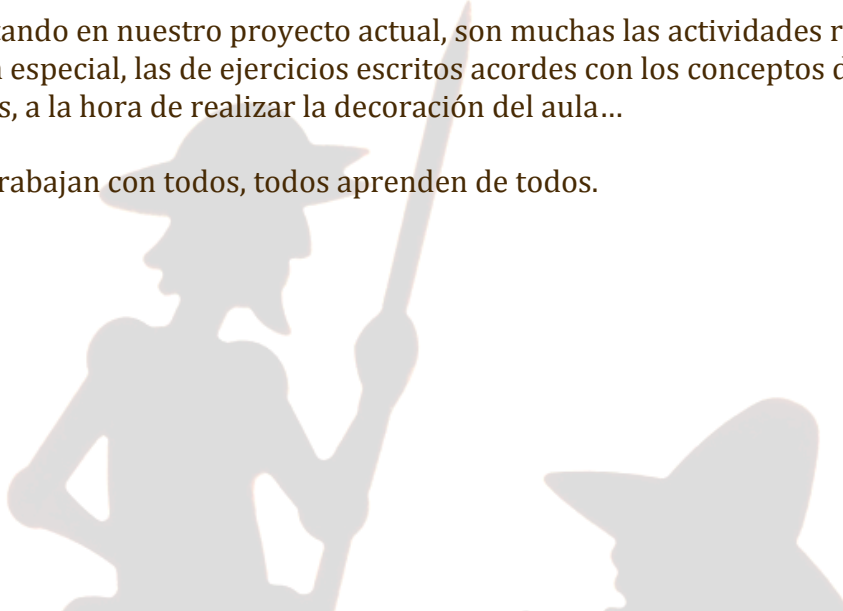 tando en nuestro proyecto actual, son muchas las actividades r
n especial, las de ejercicios escritos acordes con los conceptos d
s, a la hora de realizar la decoración del aula…
rabajan con todos, todos aprenden de todos.